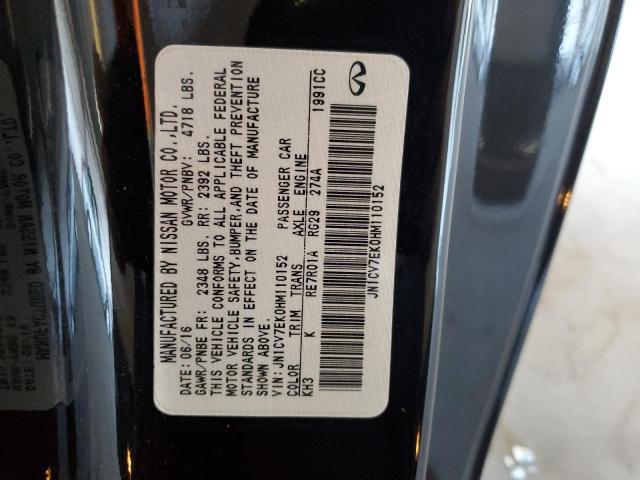 MANUFACTURED BY NISSAN MOTOR CO.,LTD.
DATE: 06/16 GVWR/PNBV: 4718 LBS.
GAWR/PNBE FR: 2348 LBS. RR: 2392 LBS.
THIS VEHICLE CONFORMS TO ALL APPLICABLE FEDERAL
MOTOR VEHICLE SAFETY,BUMPER,AND THEFT PREVENTION
STANDARDS IN EFFECT ON THE DATE OF MANUFACTURE
SHOWN ABOVE.
VIN:JN1CV7EK0HM110152 PASSENGER CAR
COLOR TRIM TRANS AXLE ENGINE
KH3 K RE7R01A RG29 274A 1991CC
JN1CV7EK0HM110152